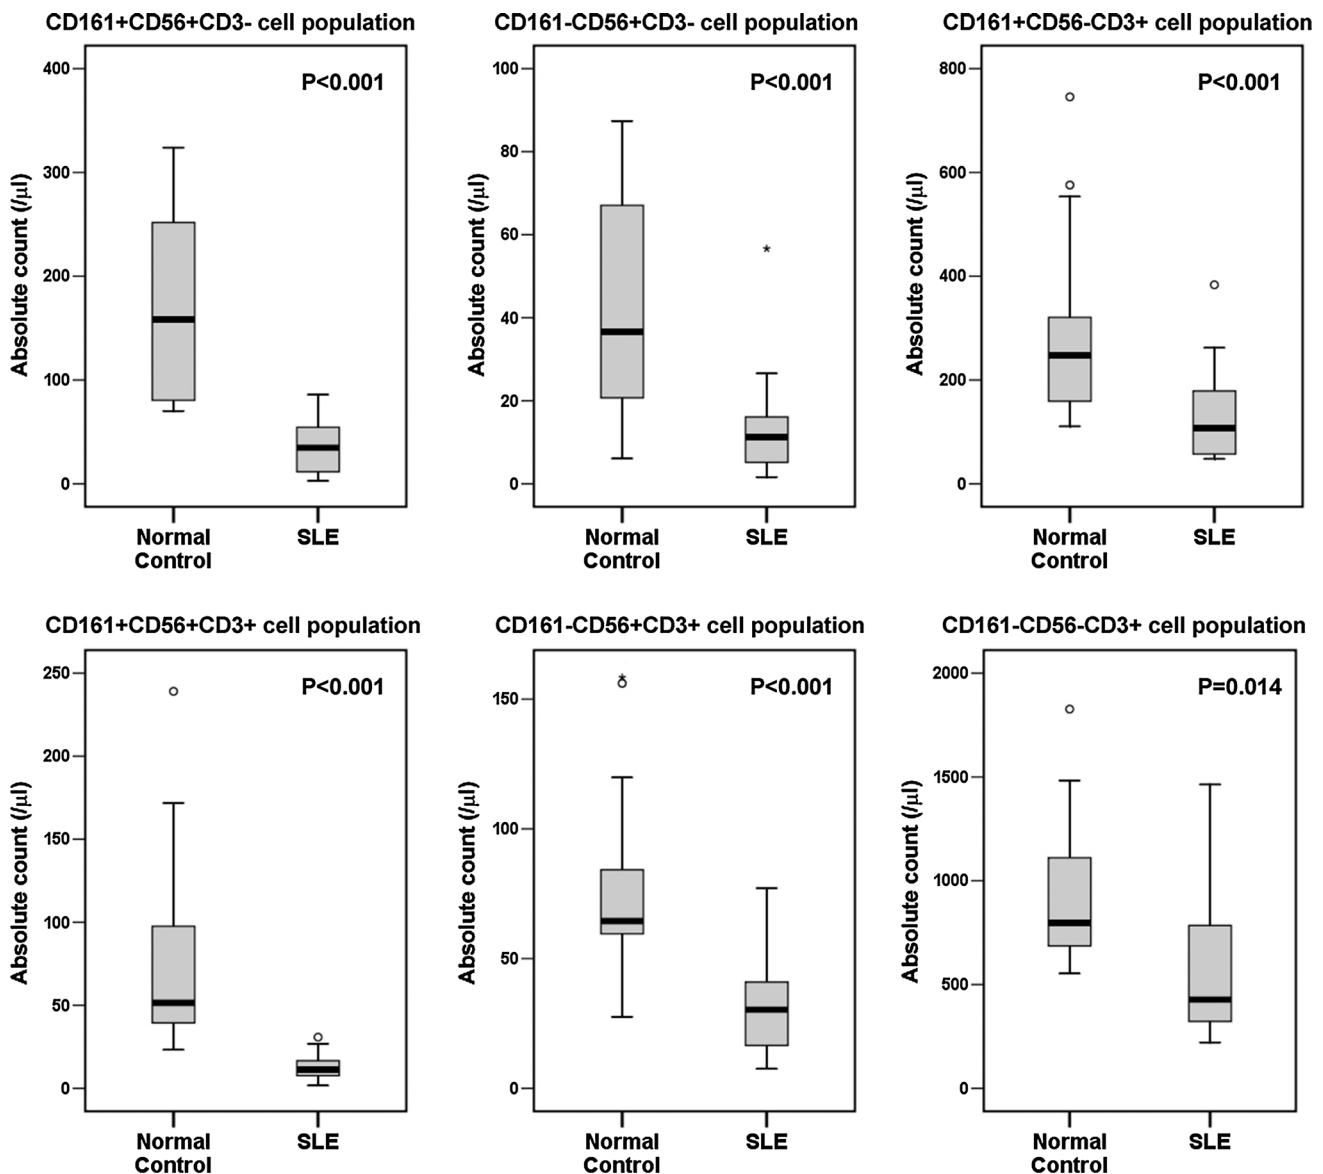 CD161+CD56+CD3- cell population
P<0.001
Absolute count (/μl)
400
300
200
100
0
Normal
Control
SLE
CD161-CD56+CD3- cell population
P<0.001
Absolute count (/μl)
100
80
60
40
20
0
*
Normal
Control
SLE
CD161+CD56-CD3+ cell population
P<0.001
Absolute count (/μl)
800
600
400
200
0
Normal
Control
SLE
CD161+CD56+CD3+ cell population
P<0.001
Absolute count (/μl)
250
200
150
100
50
0
Normal
Control
SLE
CD161-CD56+CD3+ cell population
P<0.001
Absolute count (/μl)
150
100
50
0
*
Normal
Control
SLE
CD161-CD56-CD3+ cell population
P=0.014
Absolute count (/μl)
2000
1500
1000
500
0
Normal
Control
SLE